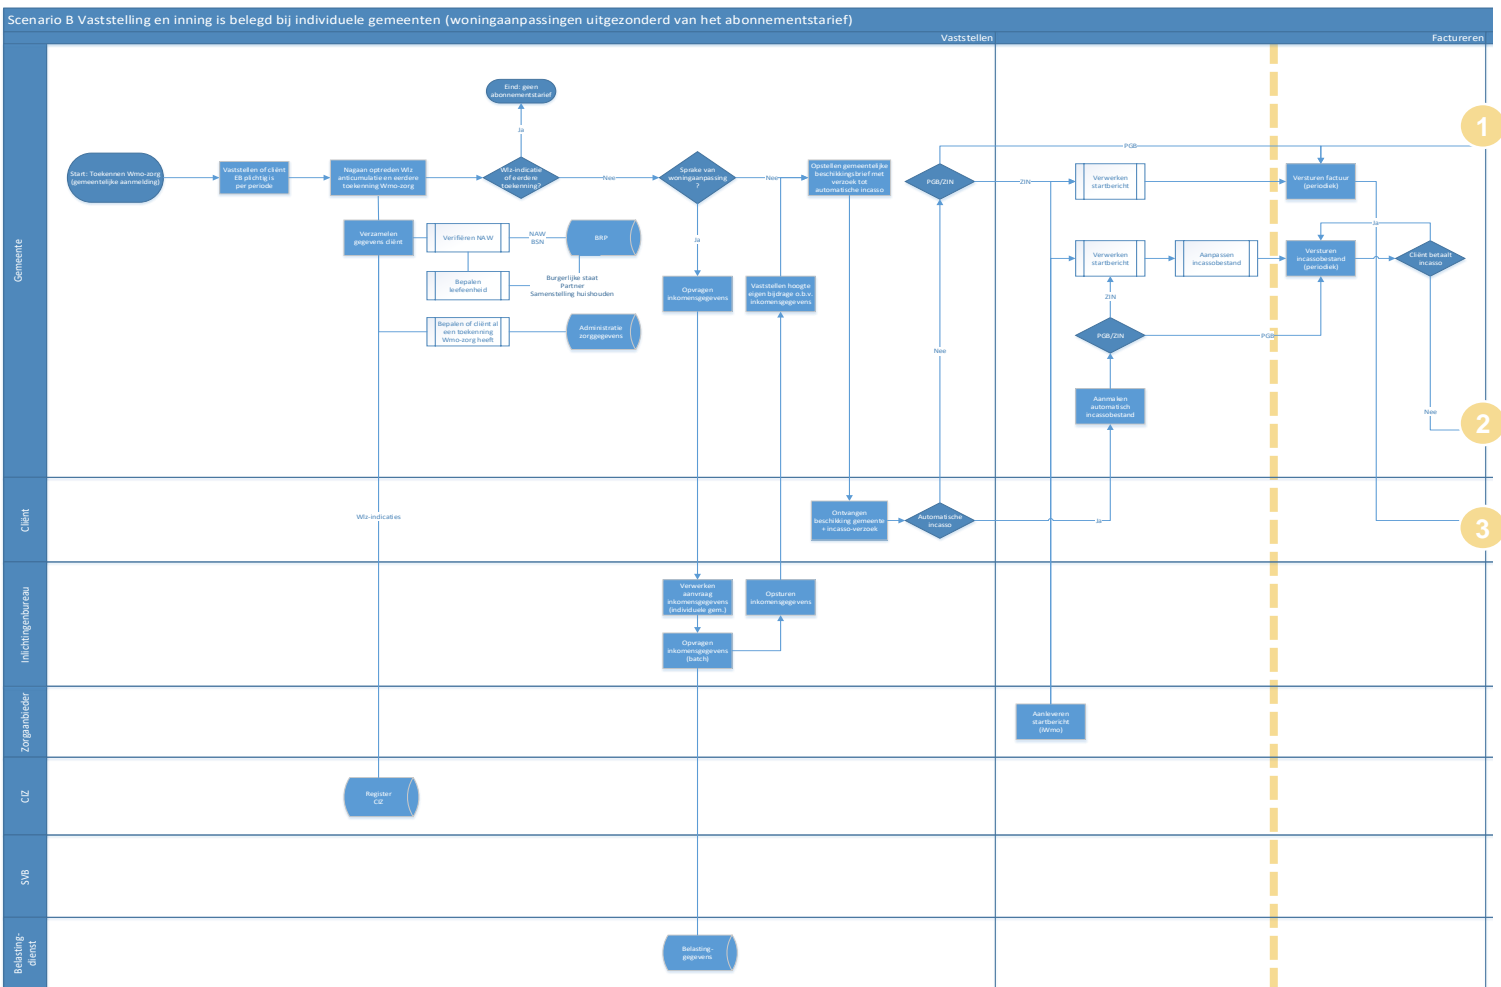 Scenario B Vaststelling en inning is belegd bij individuele gemeenten (woningaanpassingen uitgezonderd van het abonnementstarief)
Vaststellen
Factureren
Gemeente
Eind: geen
abonnementstarief
Ja
Start: Toekennen Wmo-zorg
(gemeentelijke aanmelding)
Vaststellen of cliënt
EB plichtig is
per periode
Nagaan optreden Wlz
anticumulatie en eerdere
toekenning Wmo-zorg
Wlz-indicatie
of eerdere
toekenning?
Nee
Sprake van
woningaanpassing
?
Nee
Opstellen gemeentelijke
beschikkingsbrief met
verzoek tot
automatische incasso
PGB/ZIN
PGB
ZIN
Verwerken
startbericht
Versturen factuur
(periodiek)
1
Verzamelen
gegevens cliënt
Verifiëren NAW
NAW
BSN
BRP
Ja
Bepalen
leefeenheid
Burgerlijke staat
Partner
Samenstelling huishouden
Opvragen
inkomensgegevens
Vaststellen hoogte
eigen bijdrage o.b.v.
inkomensgegevens
Verwerken
startbericht
Aanpassen
incassobestand
Versturen
incassobestand
(periodiek)
Ja
Cliënt betaalt
incasso
ZIN
Bepalen of cliënt al
een toekenning
Wmo-zorg heeft
Administratie
zorggegevens
PGB/ZIN
PGB
Nee
Aanmaken
automatisch
incassobestand
Nee
2
Cliënt
Wlz-indicaties
Ontvangen
beschikking gemeente
+ incasso-verzoek
Automatische
incasso
Ja
3
Inlichtingenbureau
Verwerken
aanvraag
inkomensgegevens
(individuele gem.)
Opsturen
inkomensgegevens
Opvragen
inkomensgegevens
(batch)
Zorgaanbieder
Aanleveren
startbericht
(iWmo)
CIZ
Register
CIZ
SVB
Belasting-
dienst
Belasting-
gegevens